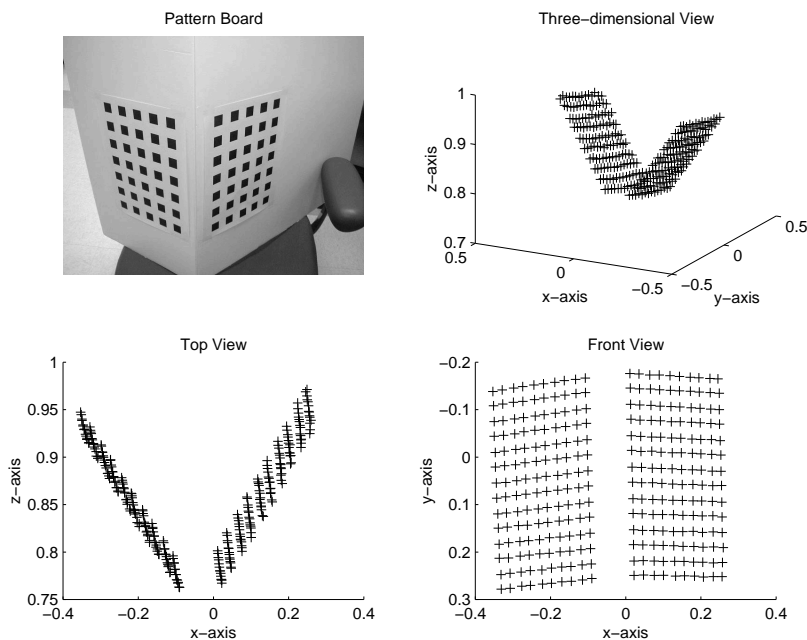 Pattern Board
Three−dimensional View
1
0.9
0.8
0.7
z−axis
0.5
0
−0.5
x−axis
−0.5
0
0.5
y−axis
Top View
1
0.95
0.9
0.85
0.8
0.75
z−axis
−0.4
−0.2
0
0.2
0.4
x−axis
Front View
−0.2
−0.1
0
0.1
0.2
0.3
y−axis
−0.4
−0.2
0
0.2
0.4
x−axis